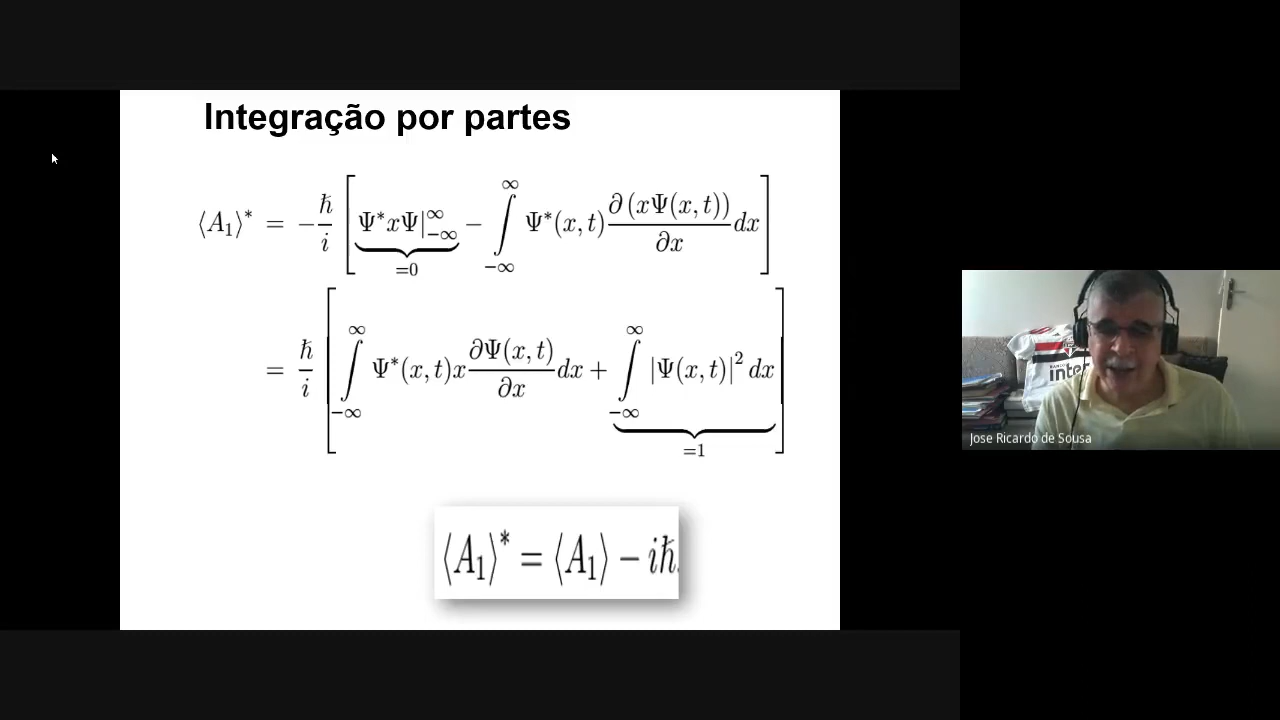 Integração por partes
⟨A₁⟩* = −ħ/i [Ψ*xΨ|_{−∞}^{∞} − ∫_{−∞}^{∞} Ψ*(x,t) ∂(xΨ(x,t))/∂x dx]
=0
= ħ/i [∫_{−∞}^{∞} Ψ*(x,t)x ∂Ψ(x,t)/∂x dx + ∫_{−∞}^{∞} |Ψ(x,t)|² dx]
=1
⟨A₁⟩* = ⟨A₁⟩ − iħ.
inter
Jose Ricardo de Sousa